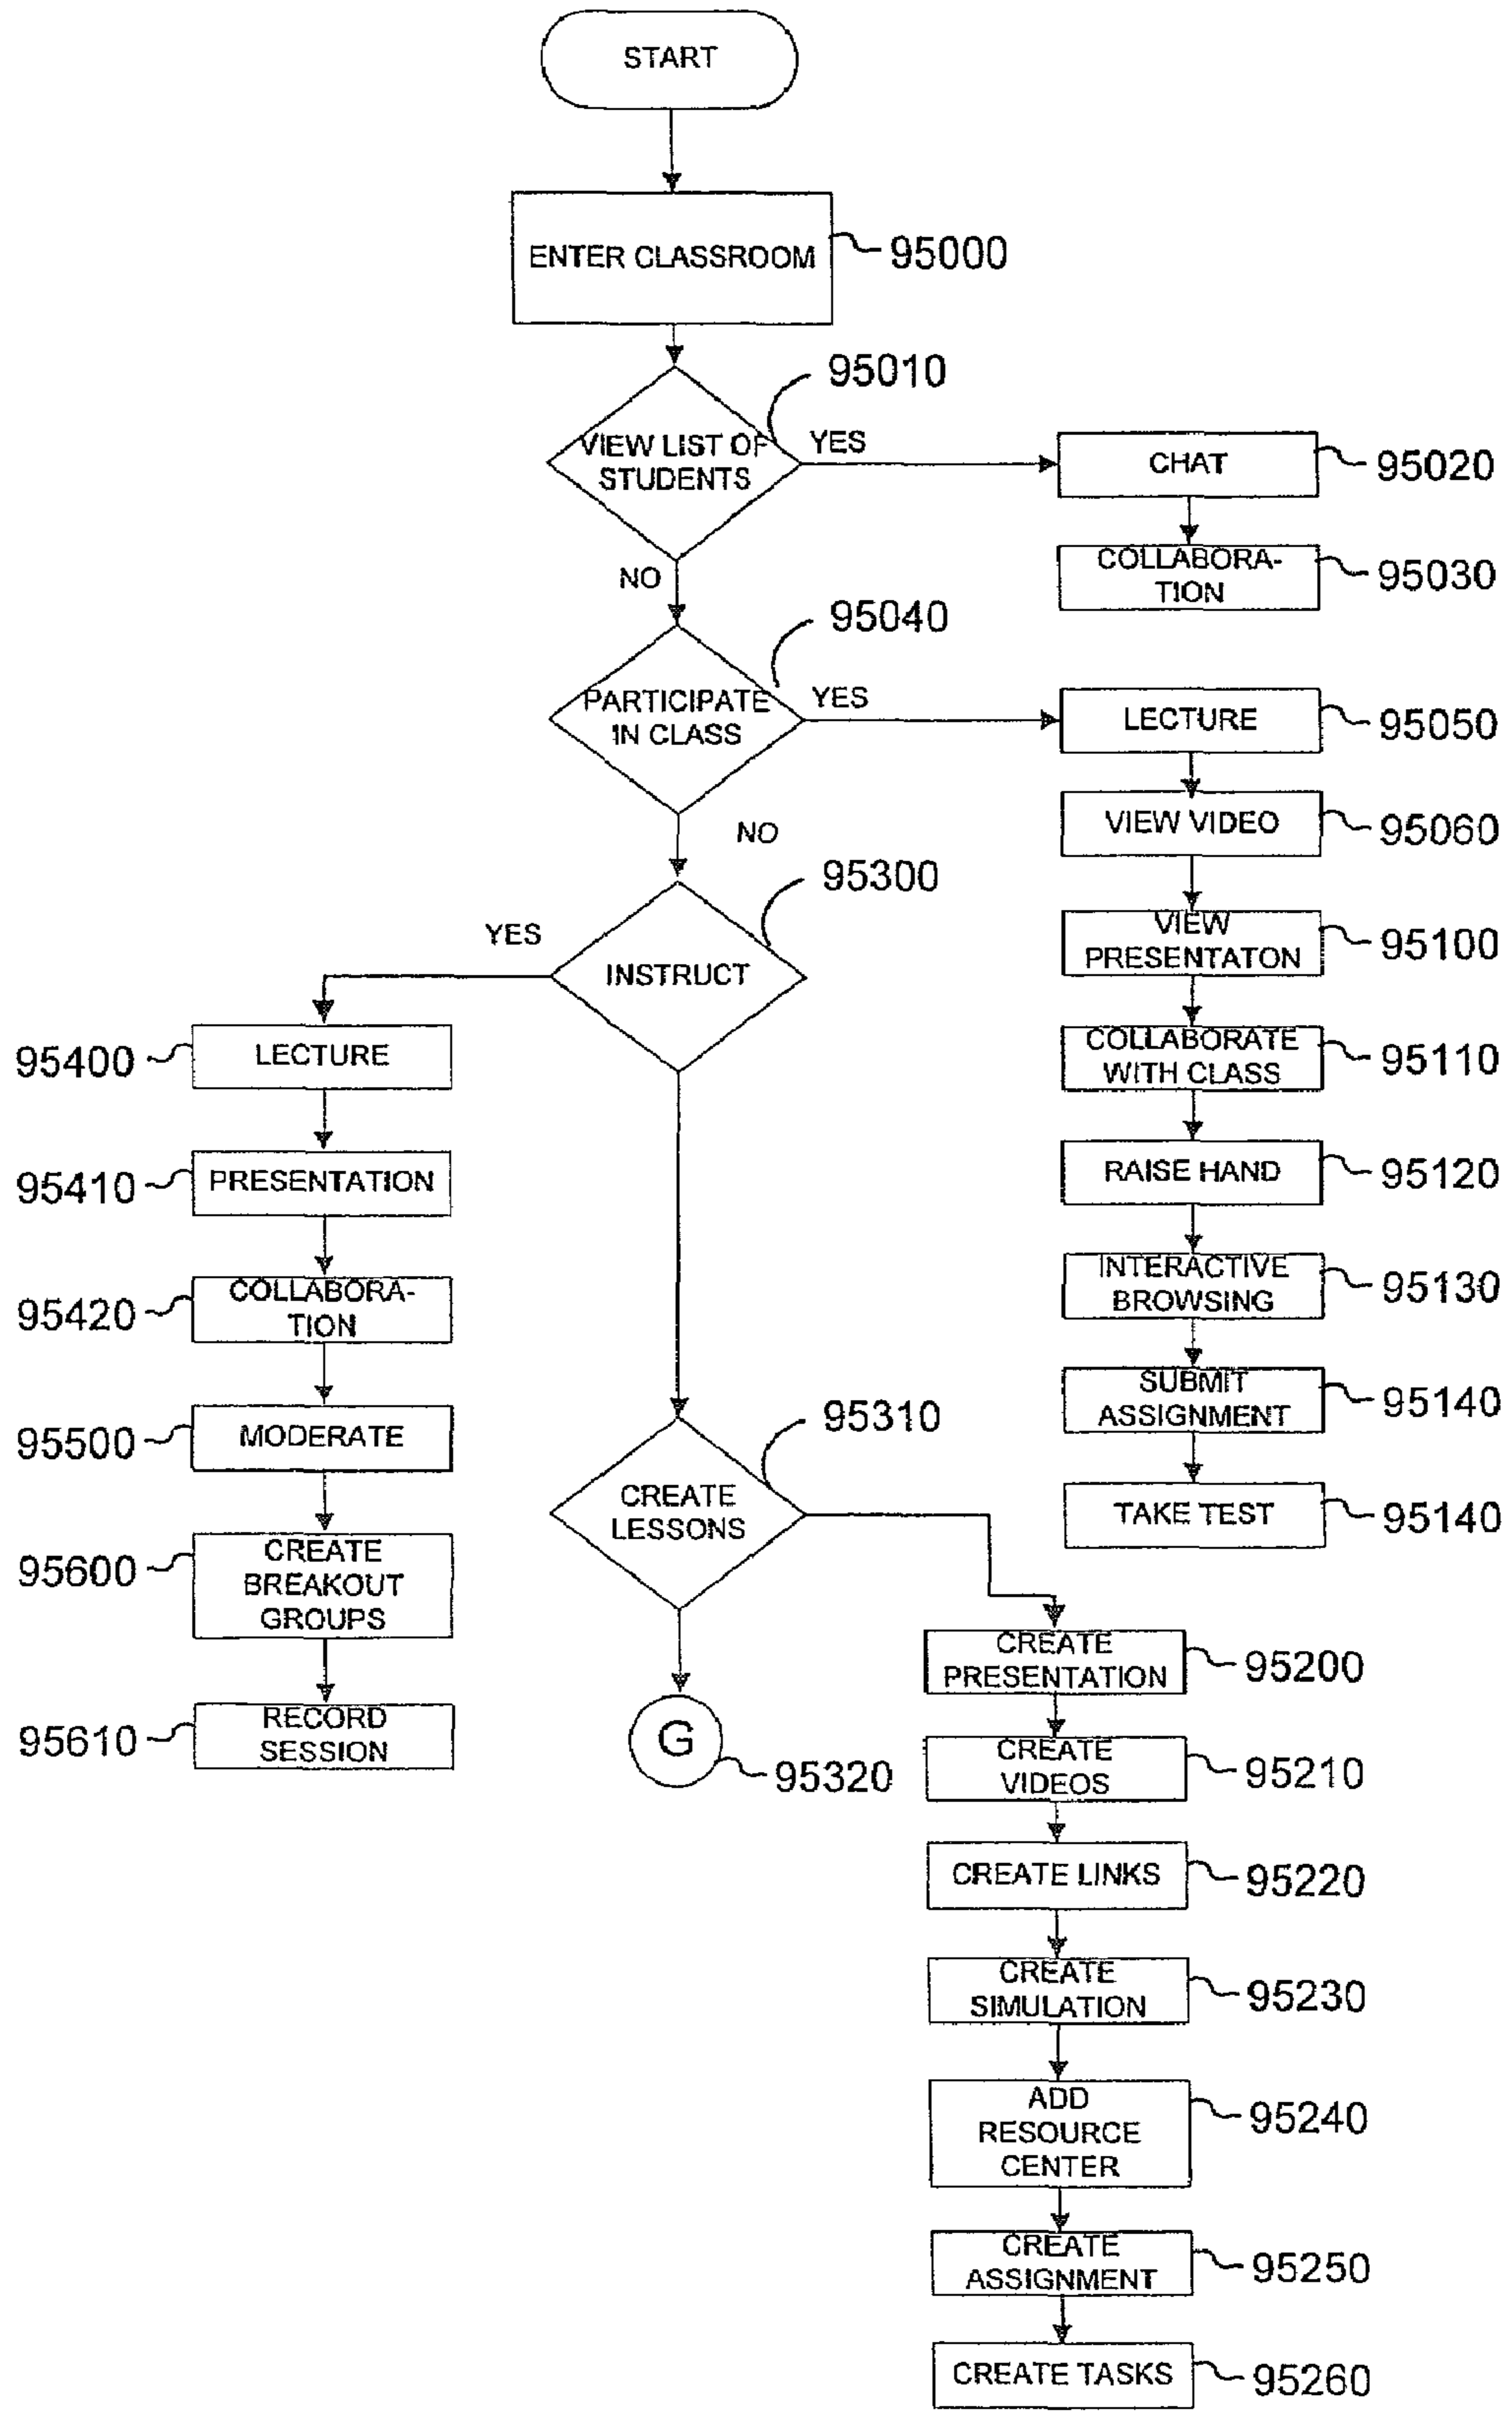 START
ENTER CLASSROOM
95000
95010
VIEW LIST OF
STUDENTS
YES
CHAT
95020
NO
COLLABORA-
TION
95030
95040
PARTICIPATE
IN CLASS
YES
LECTURE
95050
NO
VIEW VIDEO
95060
95300
YES
INSTRUCT
VIEW
PRESENTATON
95100
95400
LECTURE
COLLABORATE
WITH CLASS
95110
95410
PRESENTATION
RAISE HAND
95120
95420
COLLABORA-
TION
INTERACTIVE
BROWSING
95130
95500
MODERATE
95310
SUBMIT
ASSIGNMENT
95140
CREATE
LESSONS
TAKE TEST
95140
95600
CREATE
BREAKOUT
GROUPS
95610
RECORD
SESSION
G
95320
CREATE
PRESENTATION
95200
CREATE
VIDEOS
95210
CREATE LINKS
95220
CREATE
SIMULATION
95230
ADD
RESOURCE
CENTER
95240
CREATE
ASSIGNMENT
95250
CREATE TASKS
95260